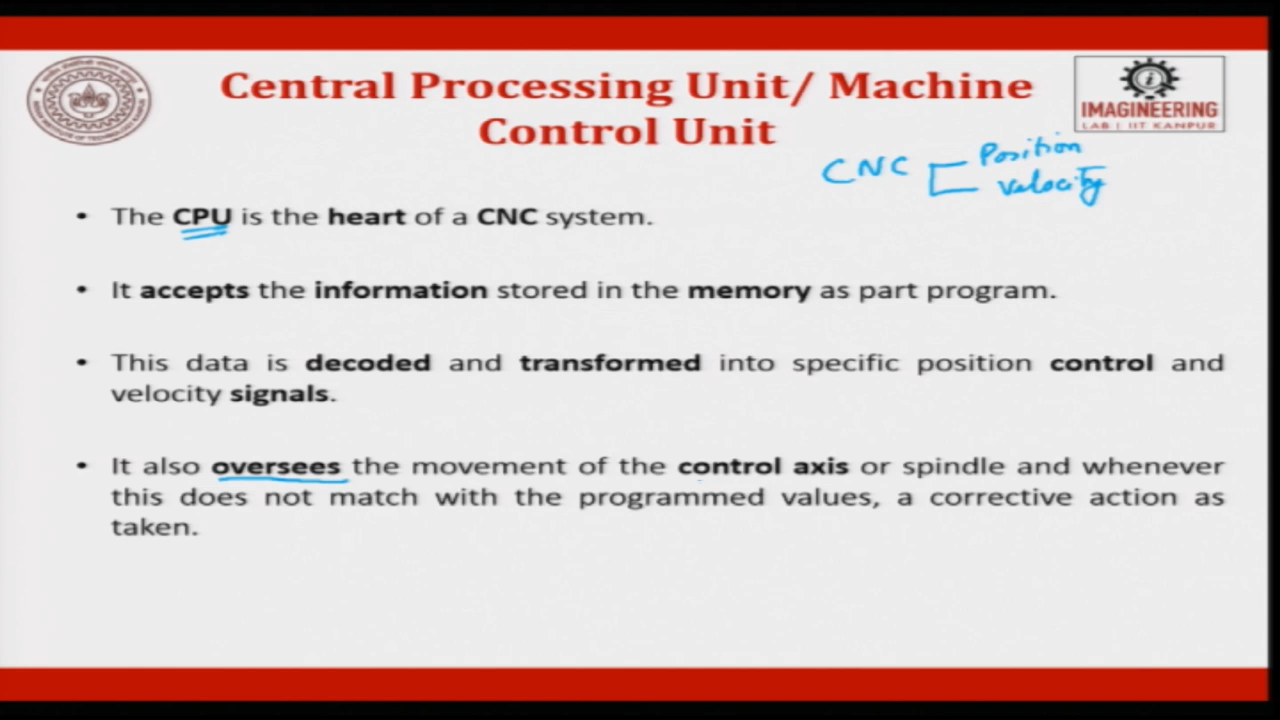 Central Processing Unit/ Machine
Control Unit
IMAGINEERING
LAB | IIT KANPUR
CNC Position
velocity
• The CPU is the heart of a CNC system.
• It accepts the information stored in the memory as part program.
• This data is decoded and transformed into specific position control and
velocity signals.
• It also oversees the movement of the control axis or spindle and whenever
this does not match with the programmed values, a corrective action as
taken.